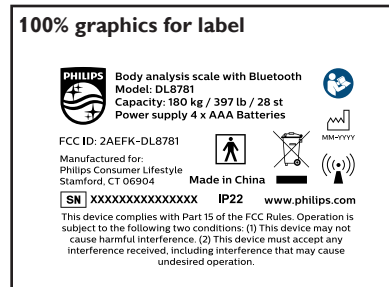 100% graphics for label
PHILIPS
Body analysis scale with Bluetooth
Model: DL8781
Capacity: 180 kg / 397 lb / 28 st
Power supply 4 x AAA Batteries
MM-YYYY
FCC ID: 2AEFK-DL8781
Manufactured for:
Philips Consumer Lifestyle
Stamford, CT 06904
Made in China
SN XXXXXXXXXXXXXXX IP22 www.philips.com
This device complies with Part 15 of the FCC Rules. Operation is
subject to the following two conditions: (1) This device may not
cause harmful interference. (2) This device must accept any
interference received, including interference that may cause
undesired operation.